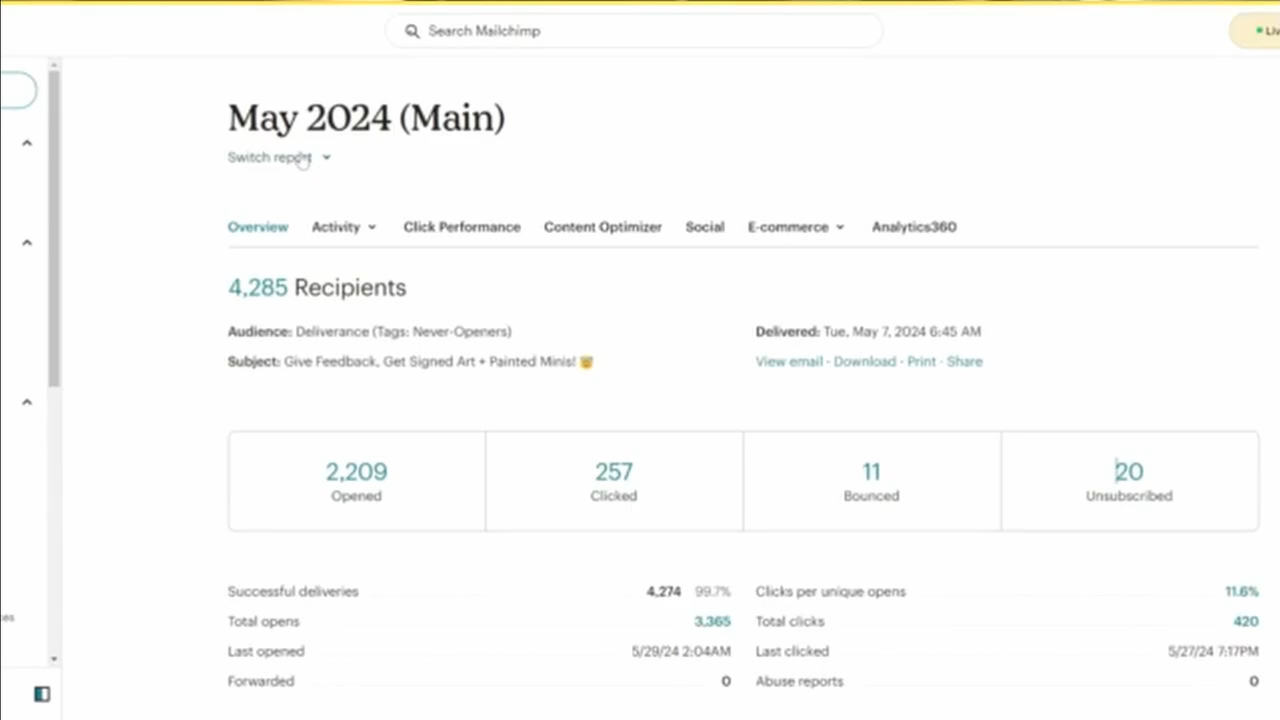 Search Mailchimp
Liv
May 2024 (Main)
Switch report
Overview Activity Click Performance Content Optimizer Social E-commerce Analytics360
4,285 Recipients
Audience: Deliverance (Tags: Never-Openers) Delivered: Tue, May 7, 2024 6:45 AM
Subject: Give Feedback, Get Signed Art + Painted Minis! 😇 View email · Download · Print · Share
2,209 257 11 20
Opened Clicked Bounced Unsubscribed
Successful deliveries 4,274 99.7% Clicks per unique opens 11.6%
Total opens 3,365 Total clicks 420
ces
Last opened 5/29/24 2:04AM Last clicked 5/27/24 7:17PM
Forwarded 0 Abuse reports 0